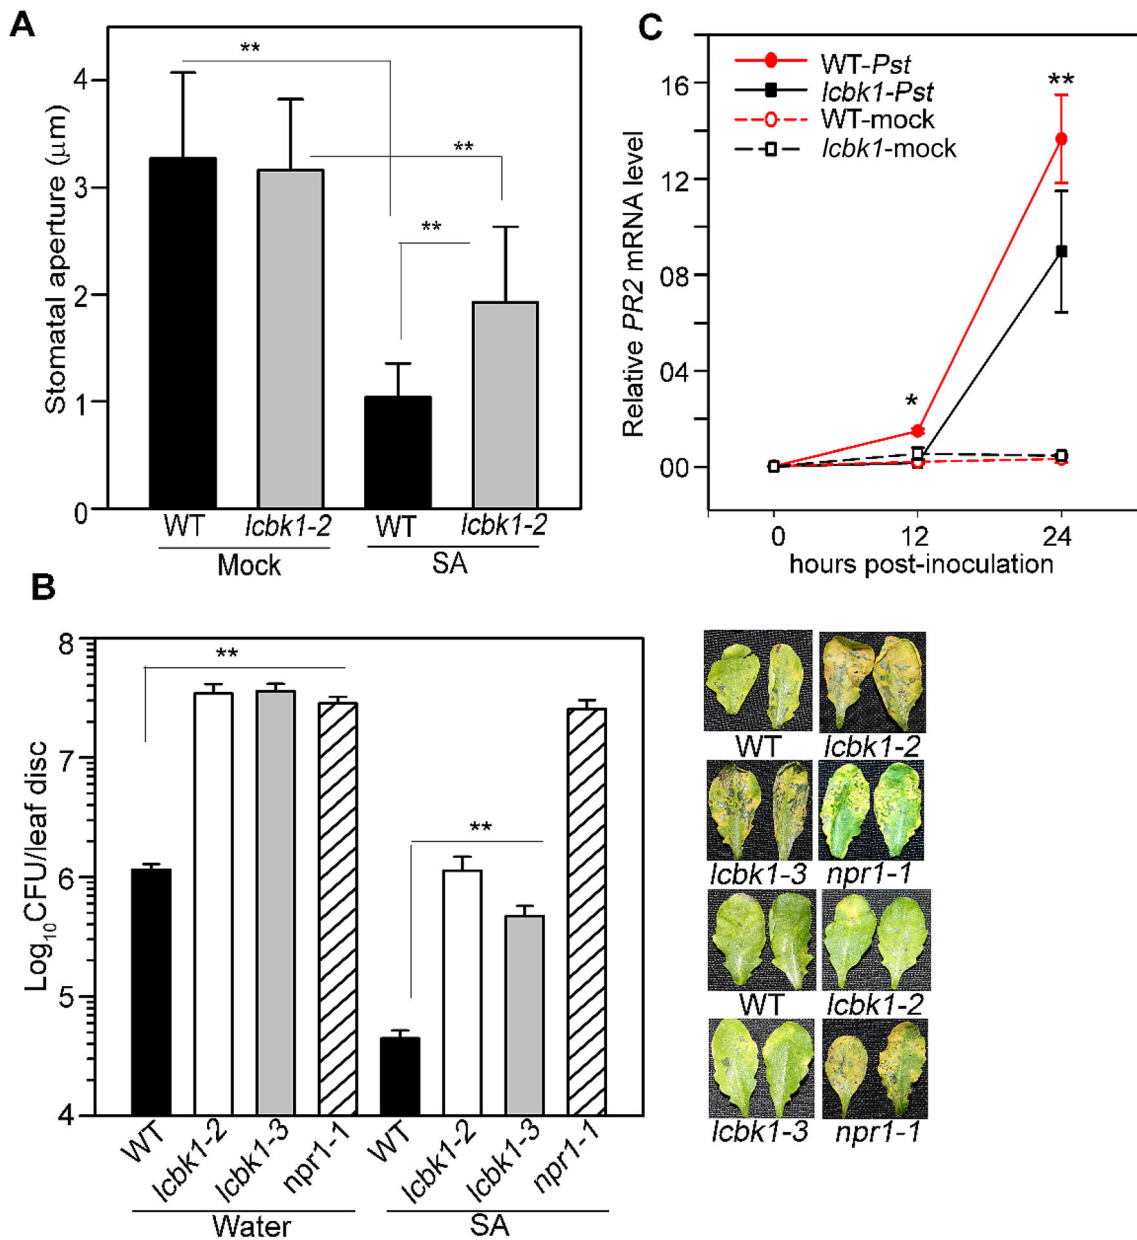 A
Stomatal aperture (μm)
4
3
2
1
0
**
**
**
WT
lcbk1-2
WT
lcbk1-2
Mock
SA
C
Relative PR2 mRNA level
16
12
08
04
00
WT-Pst
lcbk1-Pst
WT-mock
lcbk1-mock
**
*
0
12
24
hours post-inoculation
B
Log10CFU/leaf disc
8
7
6
5
4
**
**
WT
lcbk1-2
lcbk1-3
npr1-1
WT
lcbk1-2
lcbk1-3
npr1-1
Water
SA
WT
lcbk1-2
lcbk1-3
npr1-1
WT
lcbk1-2
lcbk1-3
npr1-1